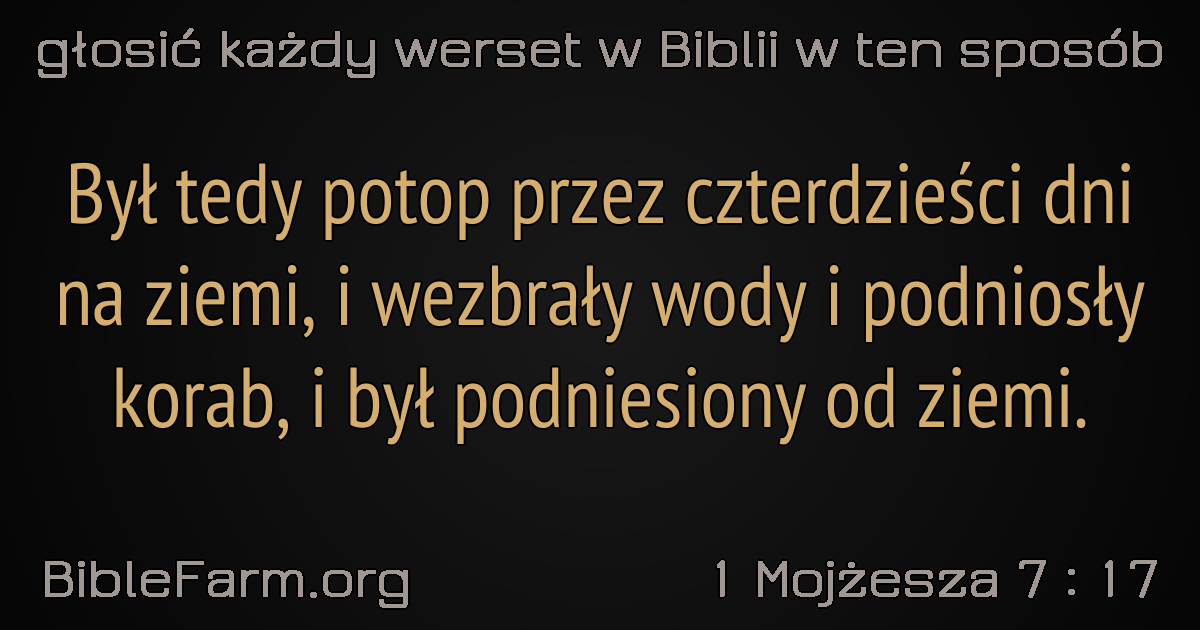 głosić każdy werset w Biblii w ten sposób
Był tedy potop przez czterdzieści dni
na ziemi, i wezbrały wody i podniosły
korab, i był podniesiony od ziemi.
BibleFarm.org
1 Mojżesza 7 : 17